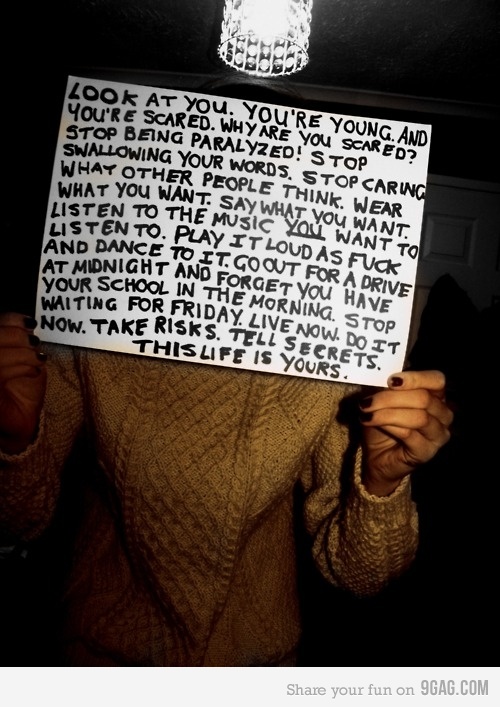 LOOK AT YOU. YOU'RE YOUNG. AND
YOU'RE SCARED. WHY ARE YOU SCARED?
STOP BEING PARALYZED! STOP
SWALLOWING YOUR WORDS. STOP CARING
WHAT OTHER PEOPLE THINK. WEAR
WHAT YOU WANT. SAY WHAT YOU WANT.
LISTEN TO THE MUSIC YOU WANT TO
LISTEN TO. PLAY IT LOUD AS FUCK
AND DANCE TO IT. GO OUT FOR A DRIVE
AT MIDNIGHT AND FORGET YOU HAVE
YOUR SCHOOL IN THE MORNING. STOP
WAITING FOR FRIDAY. LIVE NOW. DO IT
NOW. TAKE RISKS. TELL SECRETS.
THIS LIFE IS YOURS.
Share your fun on 9GAG.COM